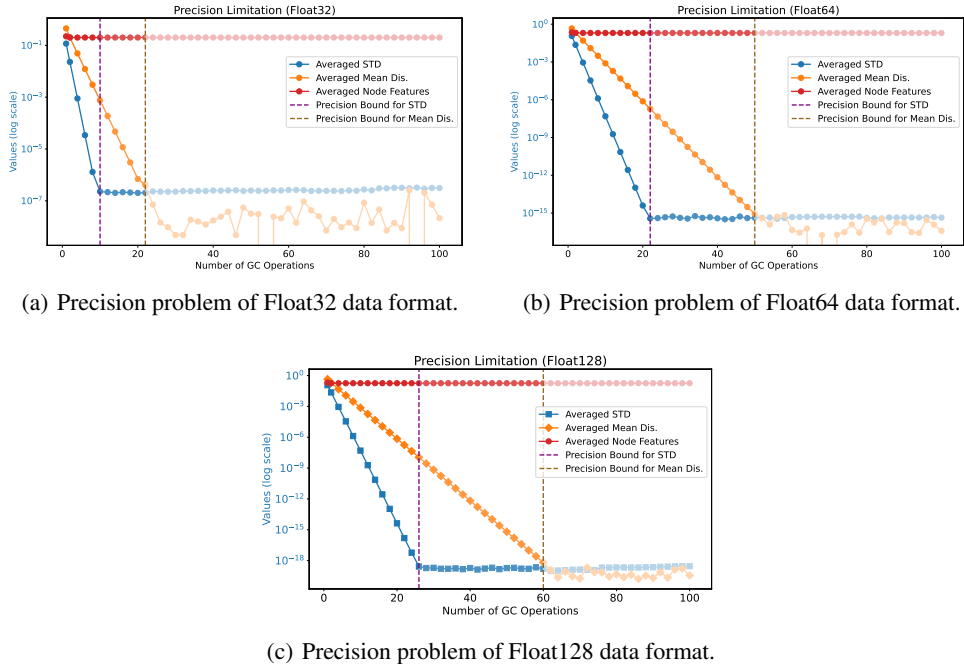 Precision Limitation (Float32)
Values (log scale)
10⁻¹
10⁻³
10⁻⁵
10⁻⁷
Averaged STD
Averaged Mean Dis.
Averaged Node Features
Precision Bound for STD
Precision Bound for Mean Dis.
0 20 40 60 80 100
Number of GC Operations
(a) Precision problem of Float32 data format.
Precision Limitation (Float64)
Values (log scale)
10⁰
10⁻³
10⁻⁶
10⁻⁹
10⁻¹²
10⁻¹⁵
Averaged STD
Averaged Mean Dis.
Averaged Node Features
Precision Bound for STD
Precision Bound for Mean Dis.
0 20 40 60 80 100
Number of GC Operations
(b) Precision problem of Float64 data format.
Precision Limitation (Float128)
Values (log scale)
10⁰
10⁻³
10⁻⁶
10⁻⁹
10⁻¹²
10⁻¹⁵
10⁻¹⁸
Averaged STD
Averaged Mean Dis.
Averaged Node Features
Precision Bound for STD
Precision Bound for Mean Dis.
0 20 40 60 80 100
Number of GC Operations
(c) Precision problem of Float128 data format.